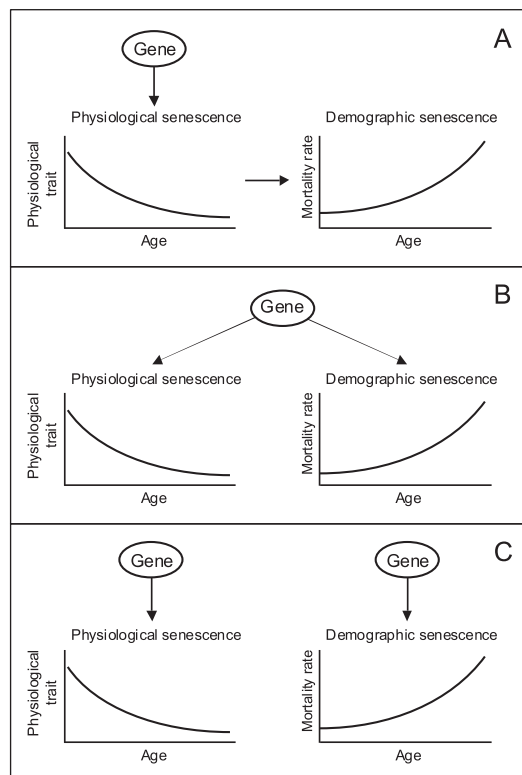 A
Gene
Physiological senescence
Demographic senescence
Physiological
trait
Mortality rate
Age
Age
B
Gene
Physiological senescence
Demographic senescence
Physiological
trait
Mortality rate
Age
Age
C
Gene
Gene
Physiological senescence
Demographic senescence
Physiological
trait
Mortality rate
Age
Age